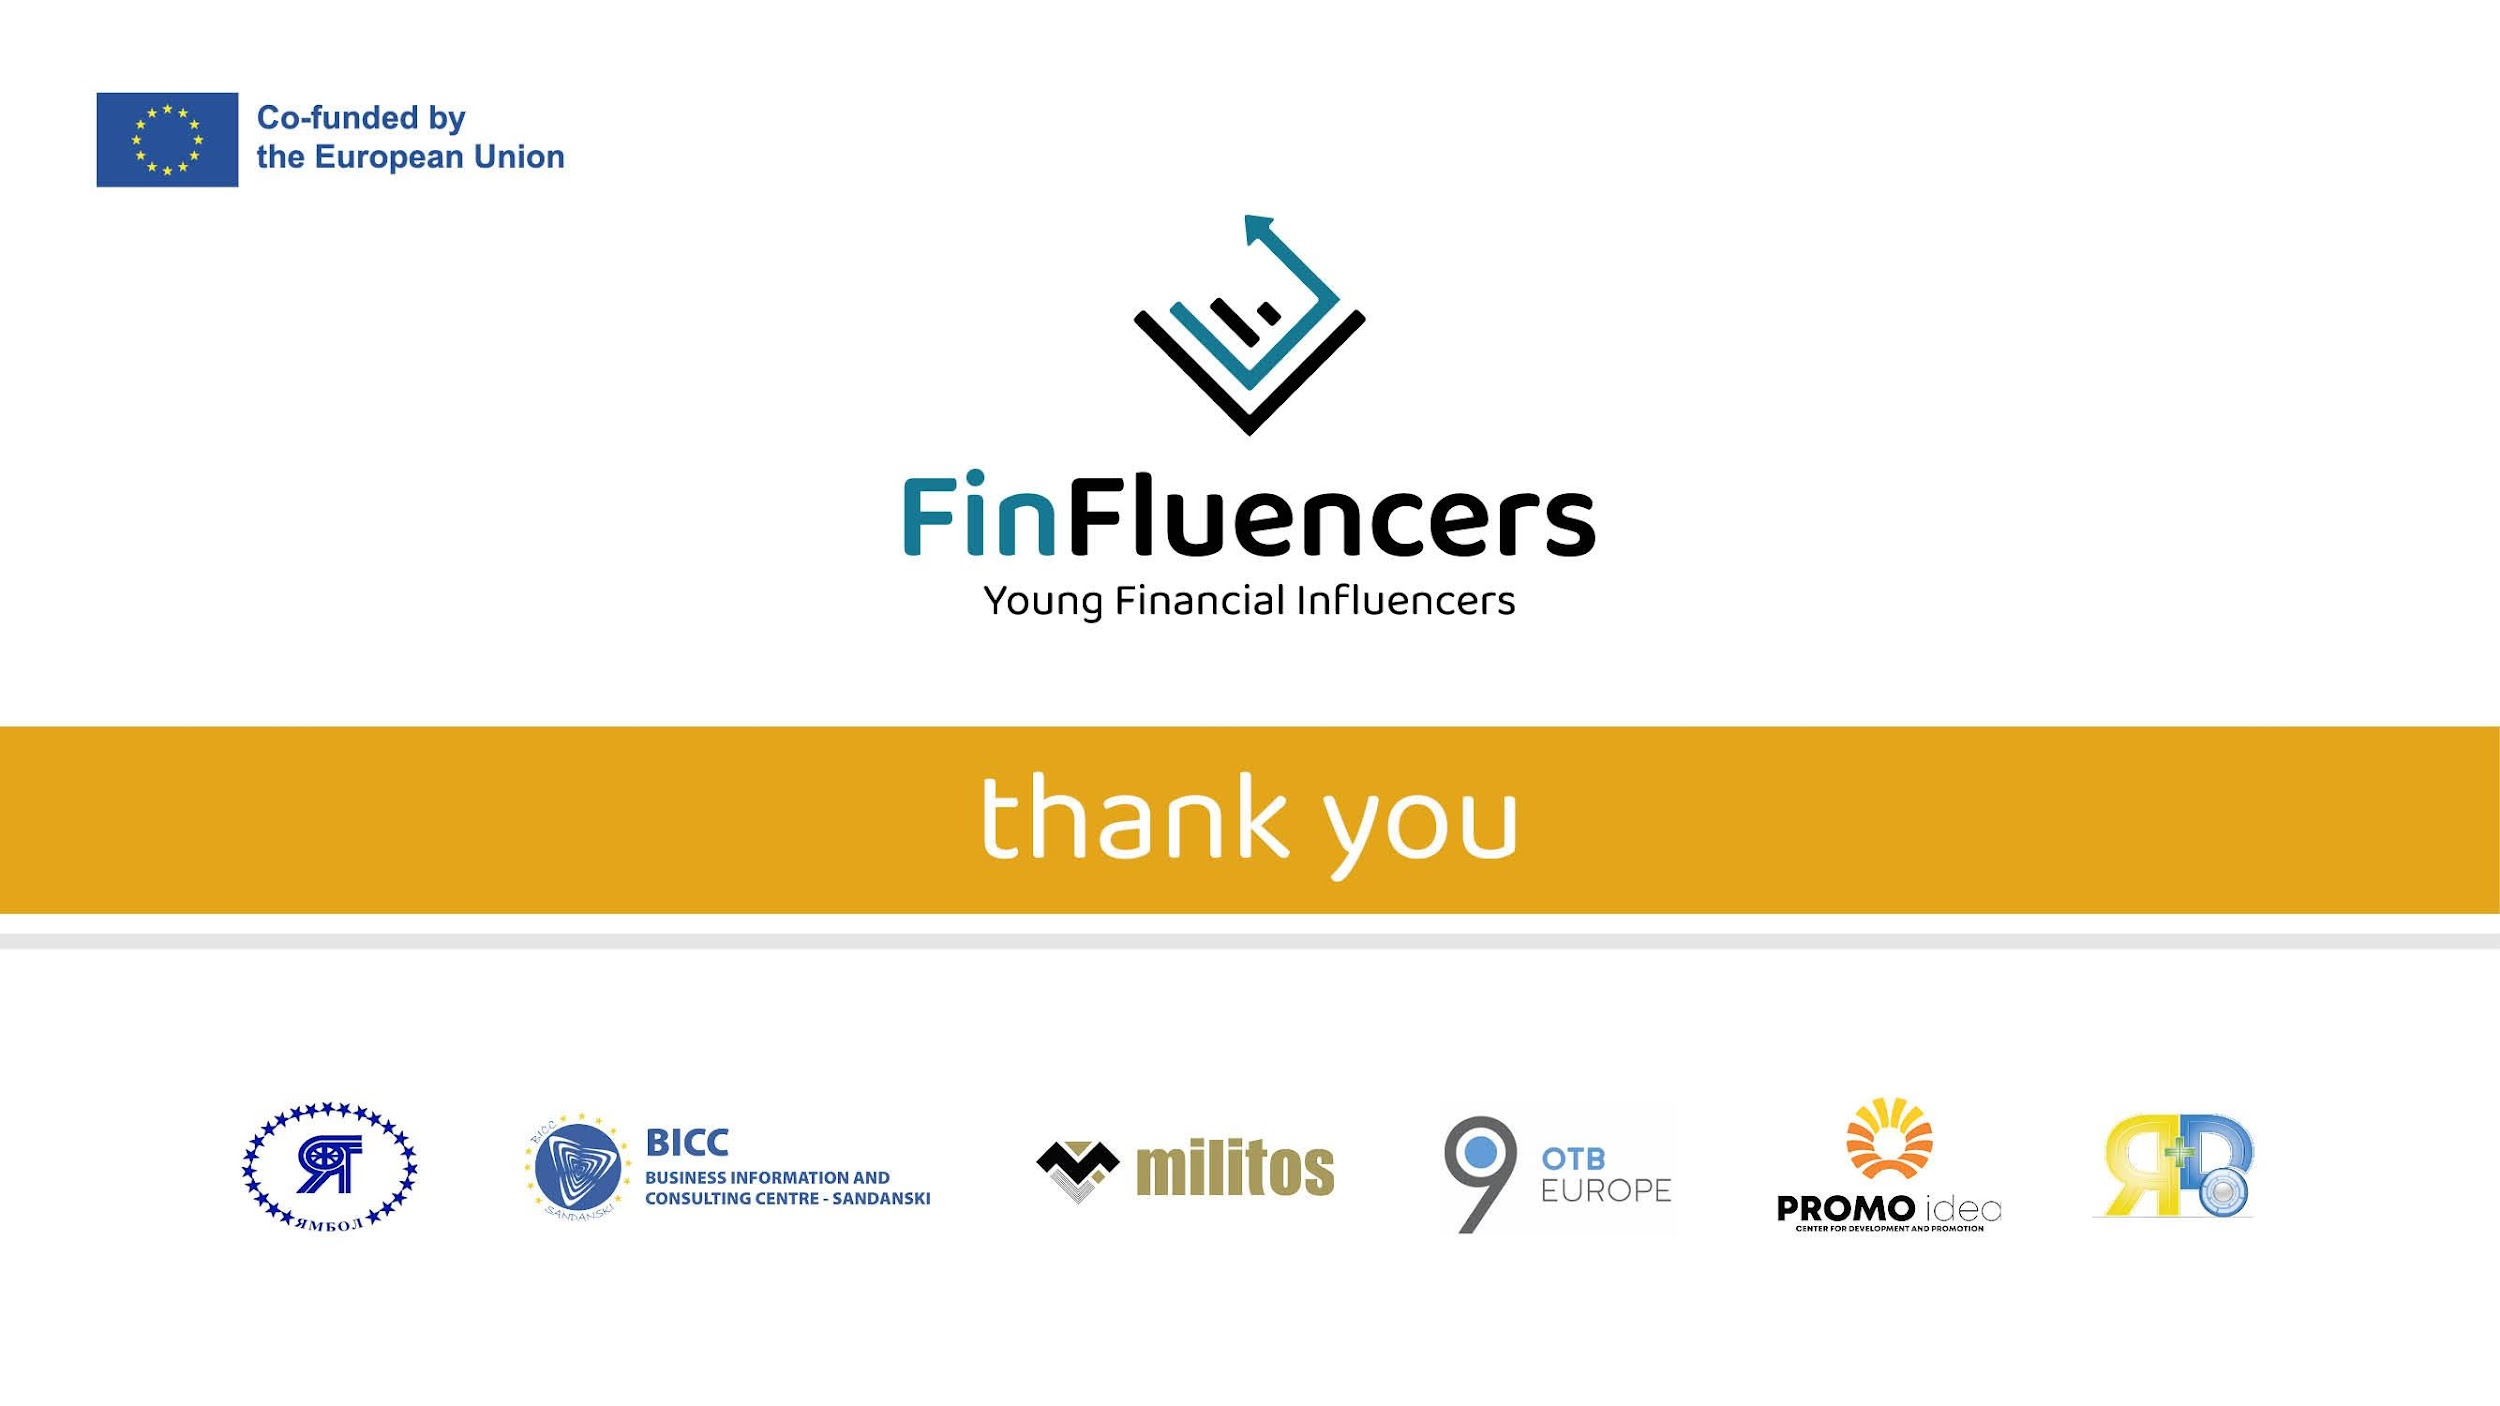 Co-funded by
the European Union
FinFluencers
Young Financial Influencers
thank you
ЯМБОЛ
BICC
SANDANSKI
BICC
BUSINESS INFORMATION AND
CONSULTING CENTRE - SANDANSKI
militos
OTB
EUROPE
PROMO idea
CENTER FOR DEVELOPMENT AND PROMOTION